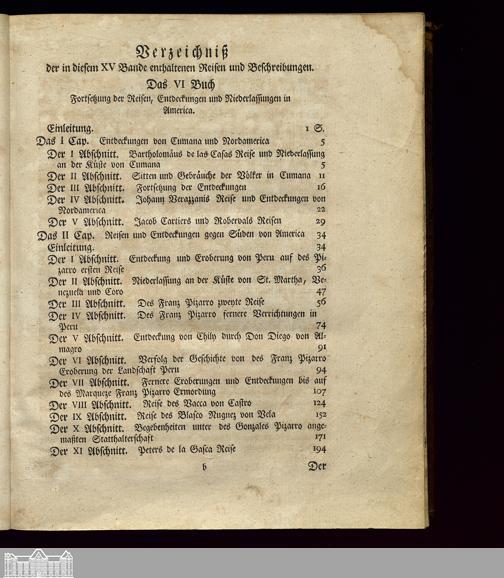 Verzeichniß
der in diesem XV Bande enthaltenen Reisen und Beschreibungen.
Das VI Buch
Fortsetzung der Reisen, Entdeckungen und Niederlassungen in
America.
Einleitung. 1 S.
Das I Cap. Entdeckungen von Cumana und Nordamerica 5
Der I Abschnitt. Bartholomäus de las Casas Reise und Niederlassung
an der Küste von Cumana 5
Der II Abschnitt. Sitten und Gebräuche der Völker in Cumana 11
Der III Abschnitt. Fortsetzung der Entdeckungen 16
Der IV Abschnitt. Johann Verazzanis Reise und Entdeckungen von
Nordamerica 22
Der V Abschnitt. Jacob Cartiers und Robervals Reisen 29
Das II Cap. Reisen und Entdeckungen gegen Süden von America 34
Einleitung. 34
Der I Abschnitt. Entdeckung und Eroberung von Peru auf des Pi-
zarro ersten Reise 36
Der II Abschnitt. Niederlassung an der Küste von St. Martha, Ve-
nezuela und Coro 47
Der III Abschnitt. Des Franz Pizarro zweyte Reise 56
Der IV Abschnitt. Des Franz Pizarro fernere Verrichtungen in
Peru 74
Der V Abschnitt. Entdeckung von Chily durch Don Diego von Al-
magro 91
Der VI Abschnitt. Verfolg der Geschichte von des Franz Pizarro
Eroberung der Landschaft Peru 94
Der VII Abschnitt. Fernere Eroberungen und Entdeckungen bis auf
des Marqueze Franz Pizarro Ermordung 107
Der VIII Abschnitt. Reise des Vacca von Castro 124
Der IX Abschnitt. Reise des Blasco Nugnez von Vela 152
Der X Abschnitt. Begebenheiten unter des Gonzales Pizarro ange-
maßten Statthalterschaft 171
Der XI Abschnitt. Peters de la Gasca Reise 194
b Der